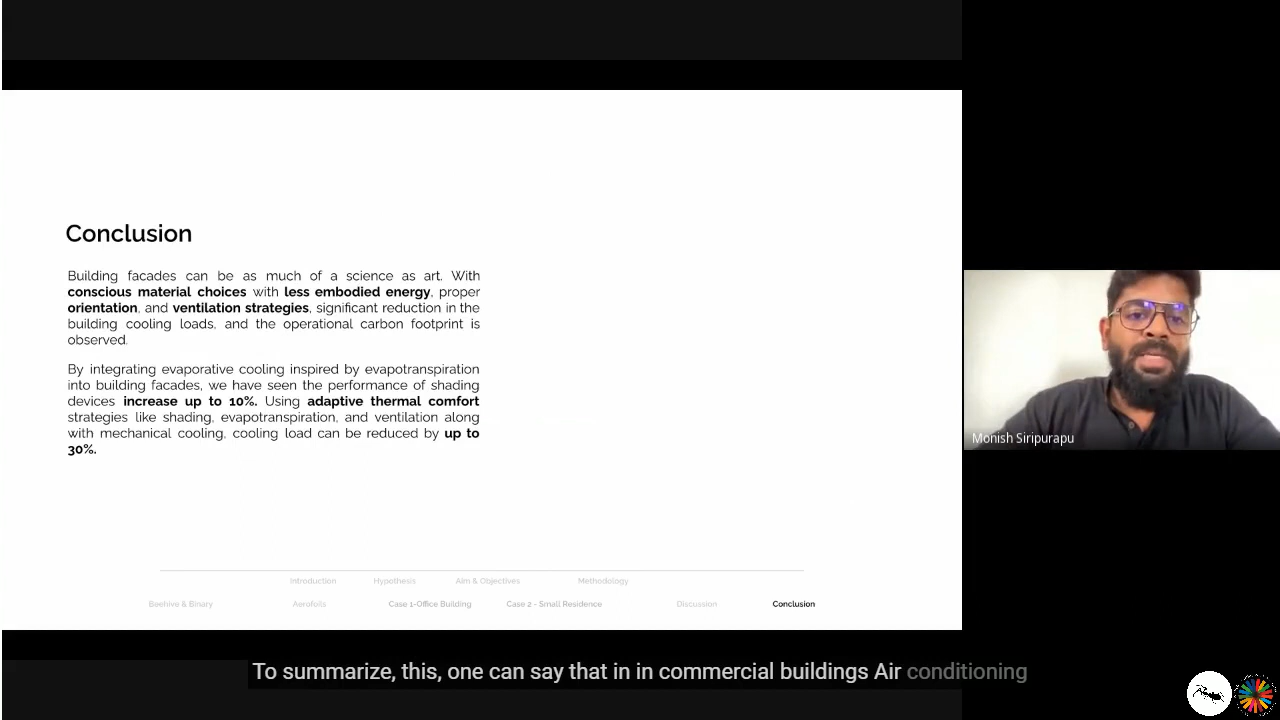 Conclusion
Building facades can be as much of a science as art. With
conscious material choices with less embodied energy, proper
orientation, and ventilation strategies, significant reduction in the
building cooling loads, and the operational carbon footprint is
observed.
By integrating evaporative cooling inspired by evapotranspiration
into building facades, we have seen the performance of shading
devices increase up to 10%. Using adaptive thermal comfort
strategies like shading, evapotranspiration, and ventilation along
with mechanical cooling, cooling load can be reduced by up to
30%.
Monish Siripurapu
Introduction Hypothesis Aim & Objectives Methodology
Beehive & Binary Aerofoils Case 1-Office Building Case 2 - Small Residence Discussion Conclusion
To summarize, this, one can say that in in commercial buildings Air conditioning